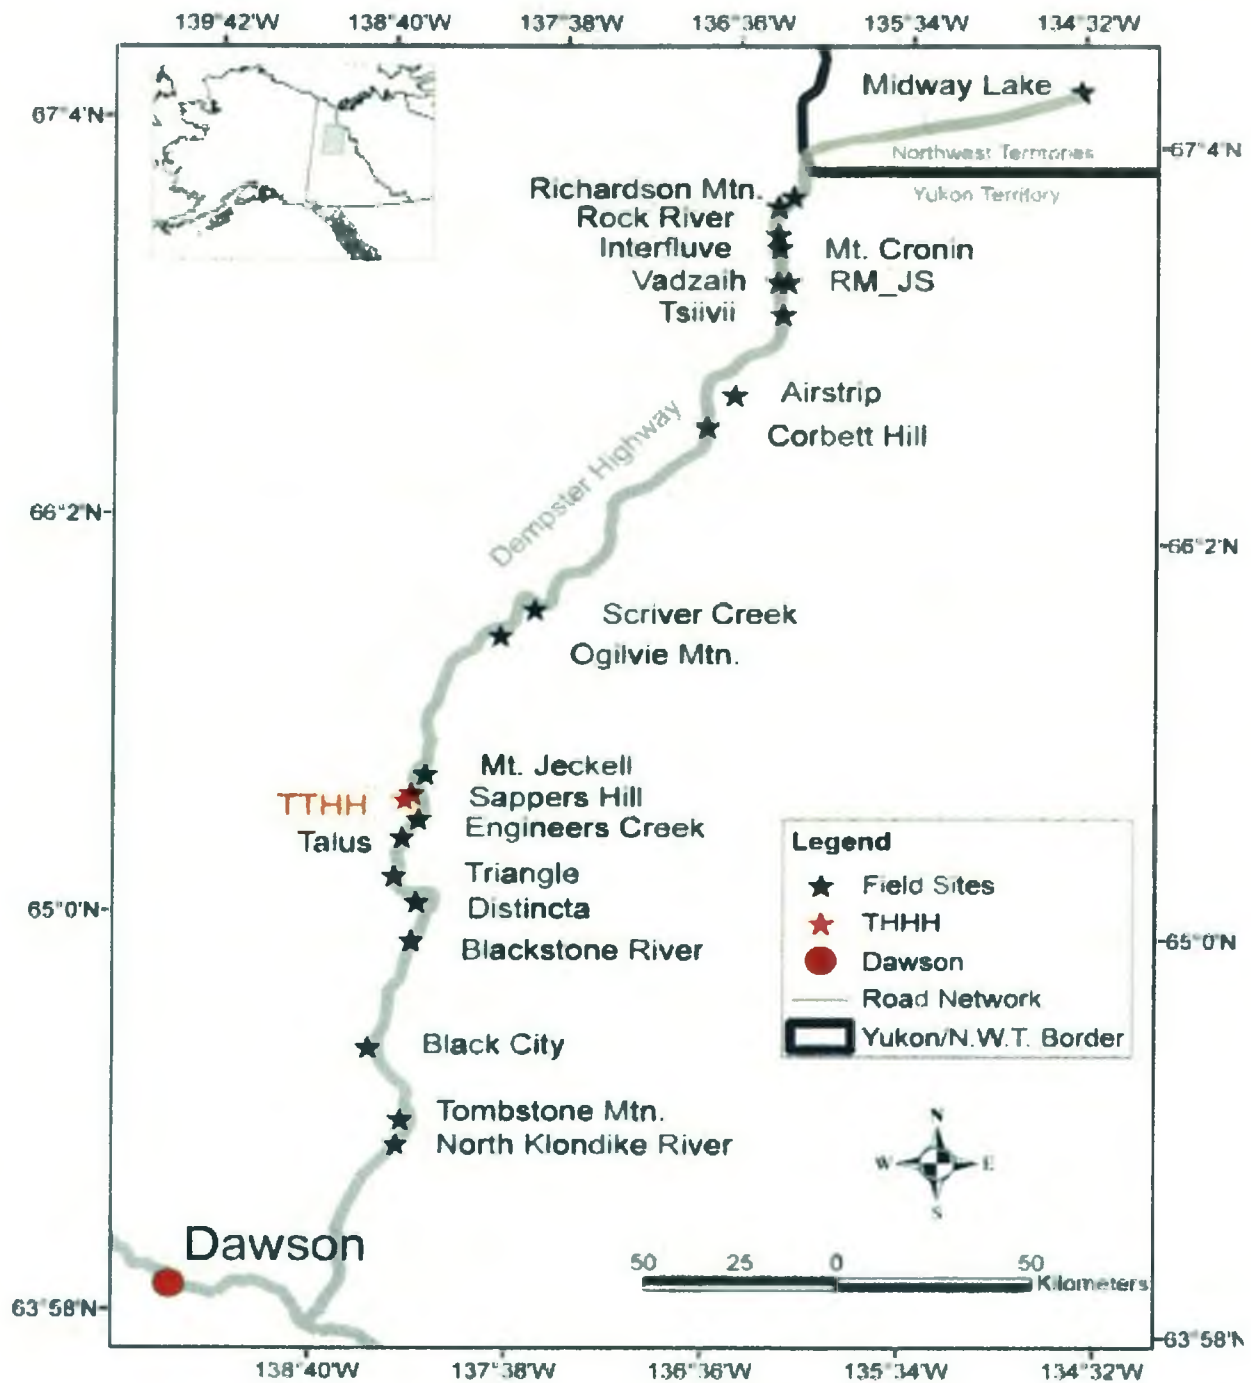 139°42'W 138°40'W 137°38'W 136°36'W 135°34'W 134°32'W
Midway Lake
67°4'N
67°4'N
Northwest Territories
Yukon Territory
Richardson Mtn.
Rock River
Interfluve Mt. Cronin
Vadzaih RM_JS
Tsiivii
Airstrip
Corbett Hill
Dempster Highway
66°2'N
66°2'N
Scriver Creek
Ogilvie Mtn.
Mt. Jeckell
TTHH Sappers Hill
Engineers Creek
Talus
Triangle
Distincta
65°0'N
65°0'N
Blackstone River
Legend
Field Sites
THHH
Dawson
Road Network
Yukon/N.W.T. Border
Black City
Tombstone Mtn.
North Klondike River
N
W E
S
Dawson
50 25 0 50
Kilometers
63°58'N
63°58'N
138°40'W 137°38'W 136°36'W 135°34'W 134°32'W